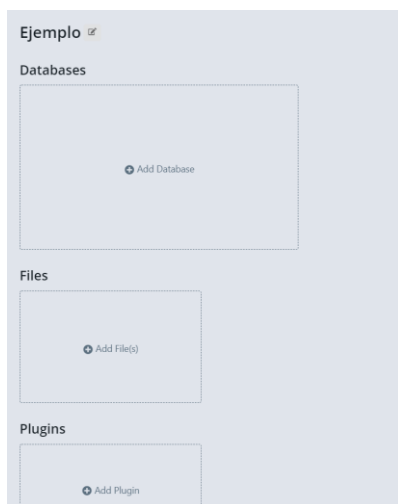 Ejemplo
Databases
Add Database
Files
Add File(s)
Plugins
Add Plugin